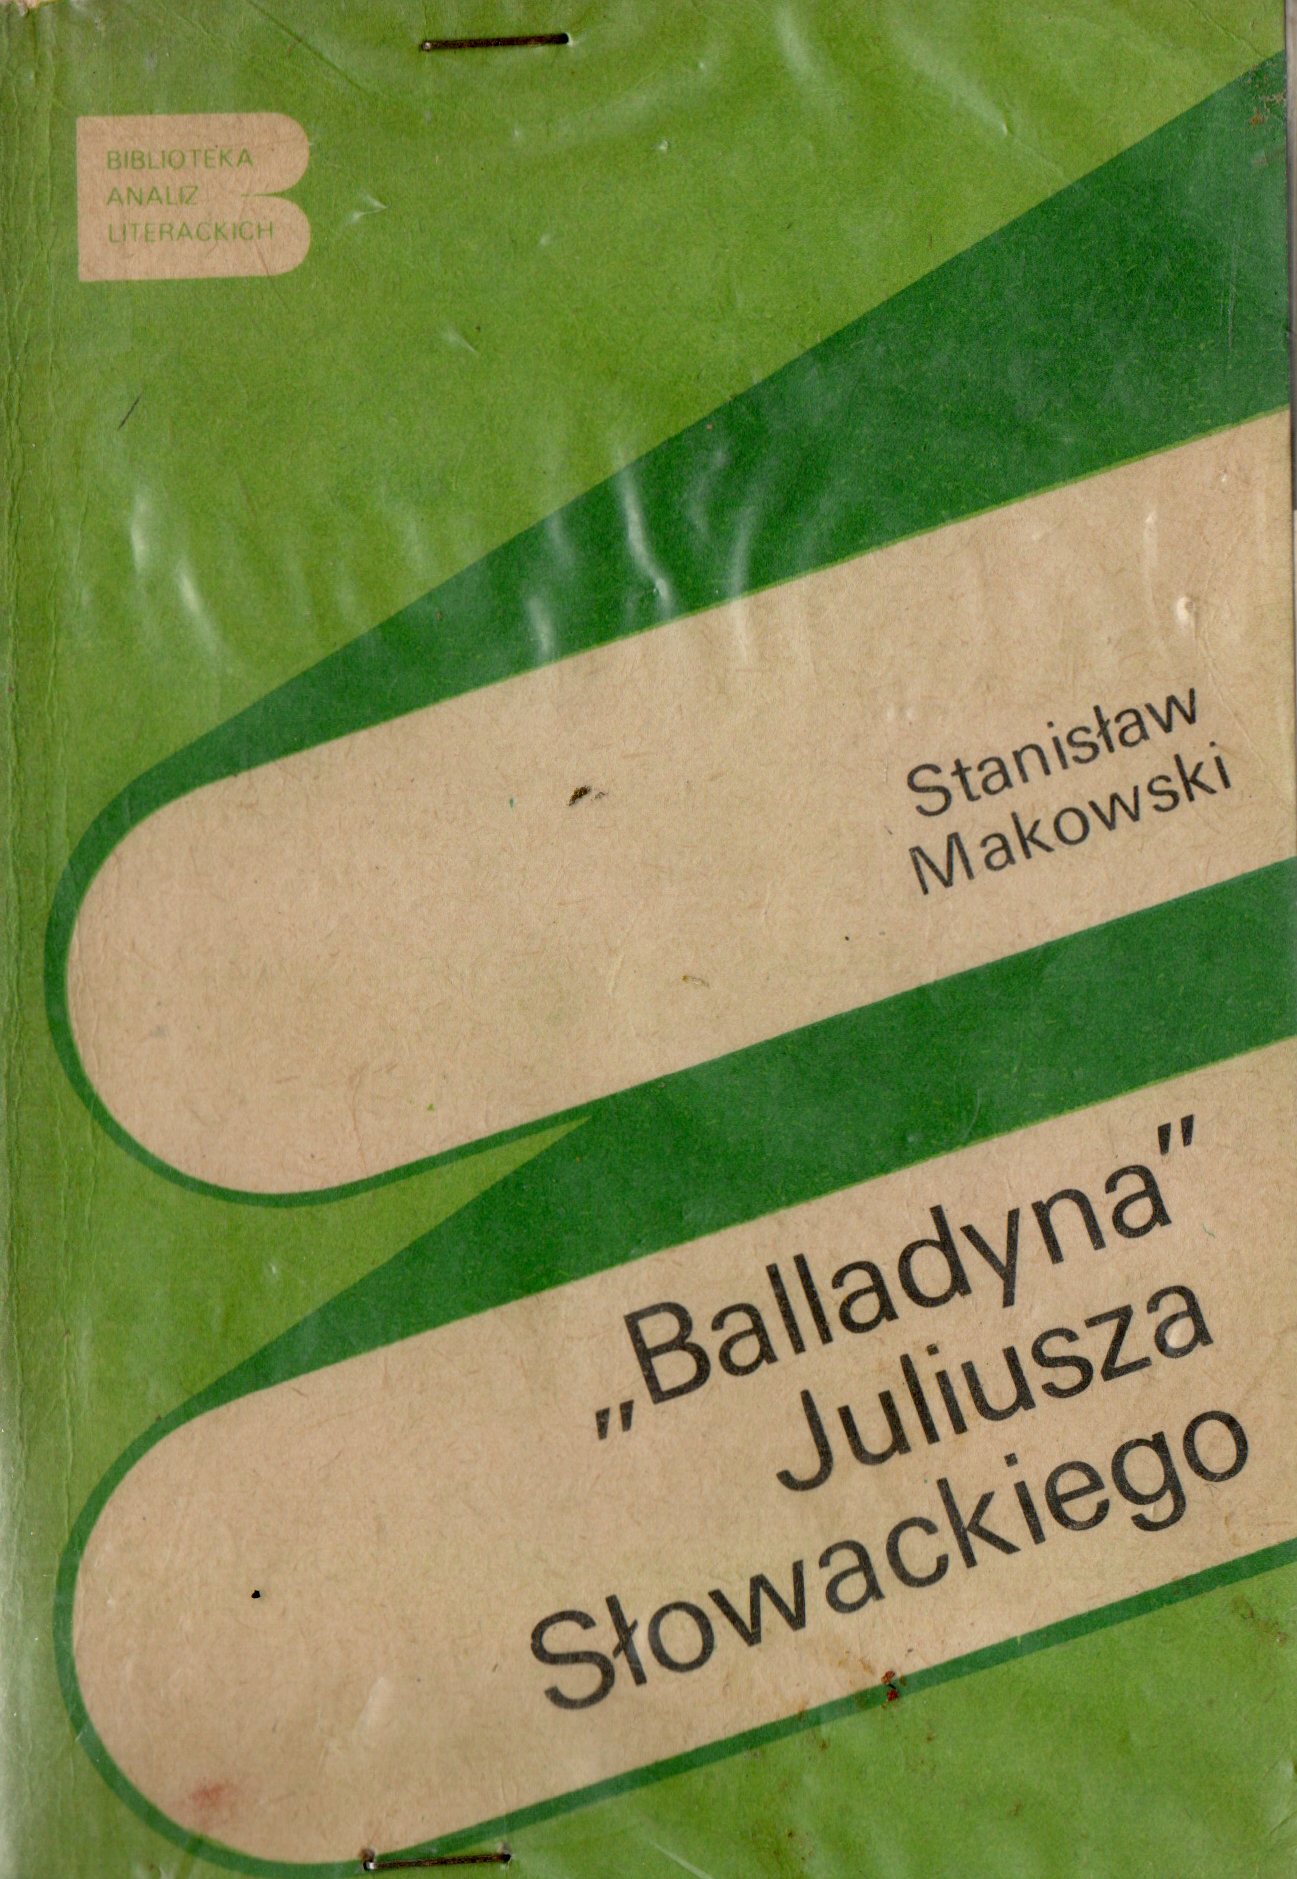 BIBLIOTEKA
ANALIZ
LITERACKICH
Stanisław
Makowski
„Balladyna”
Juliusza
Słowackiego